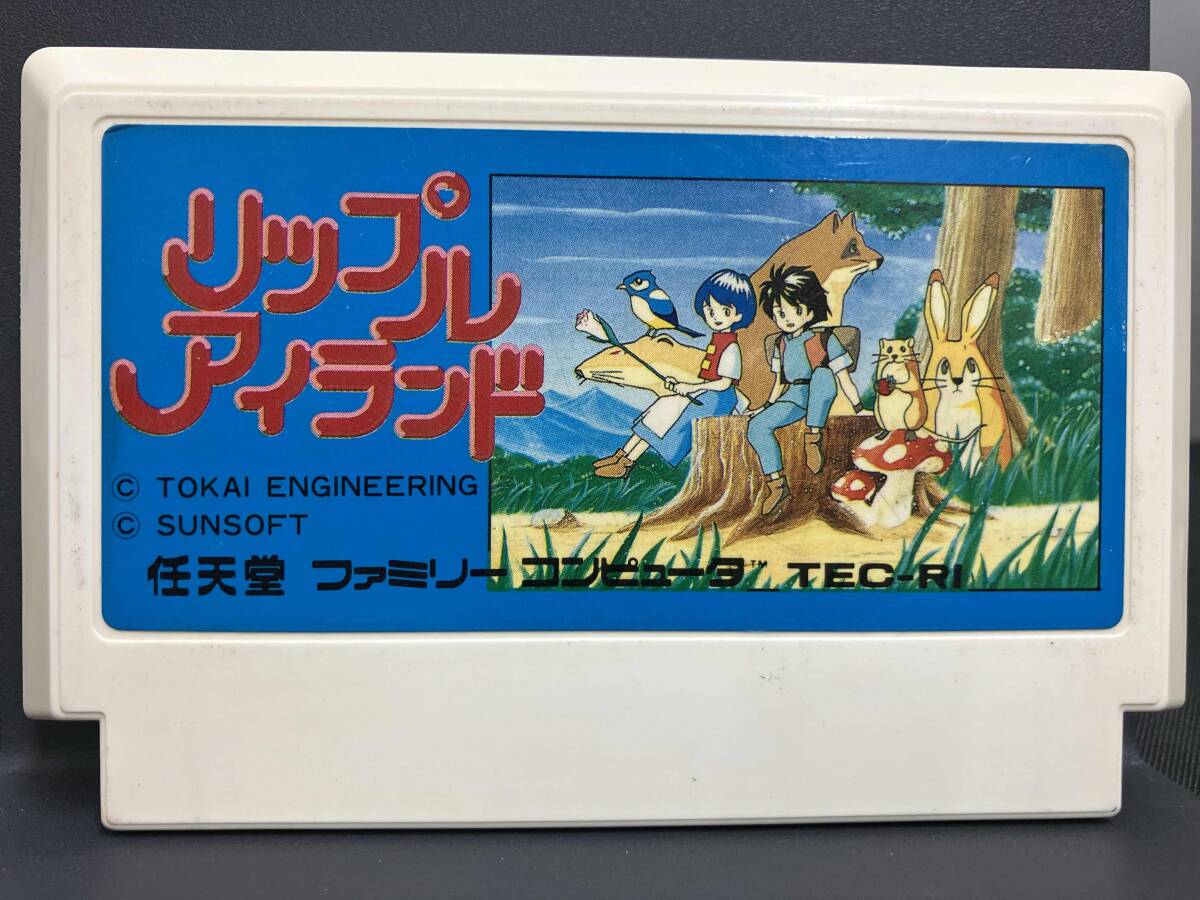 リップル
アイランド
© TOKAI ENGINEERING
© SUNSOFT
任天堂 ファミリーコンピュータ™ TEC-RI